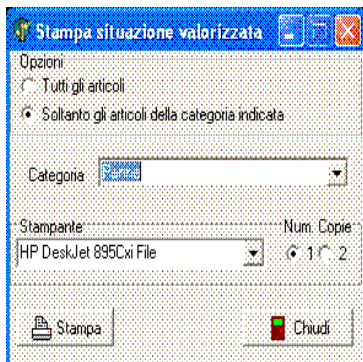 Stampa situazione valorizzata
Opzioni
Tutti gli articoli
Soltanto gli articoli della categoria indicata
Categoria
Stampante
Num. Copie
HP DeskJet 895Cxi File
1 2
Stampa
Chiudi